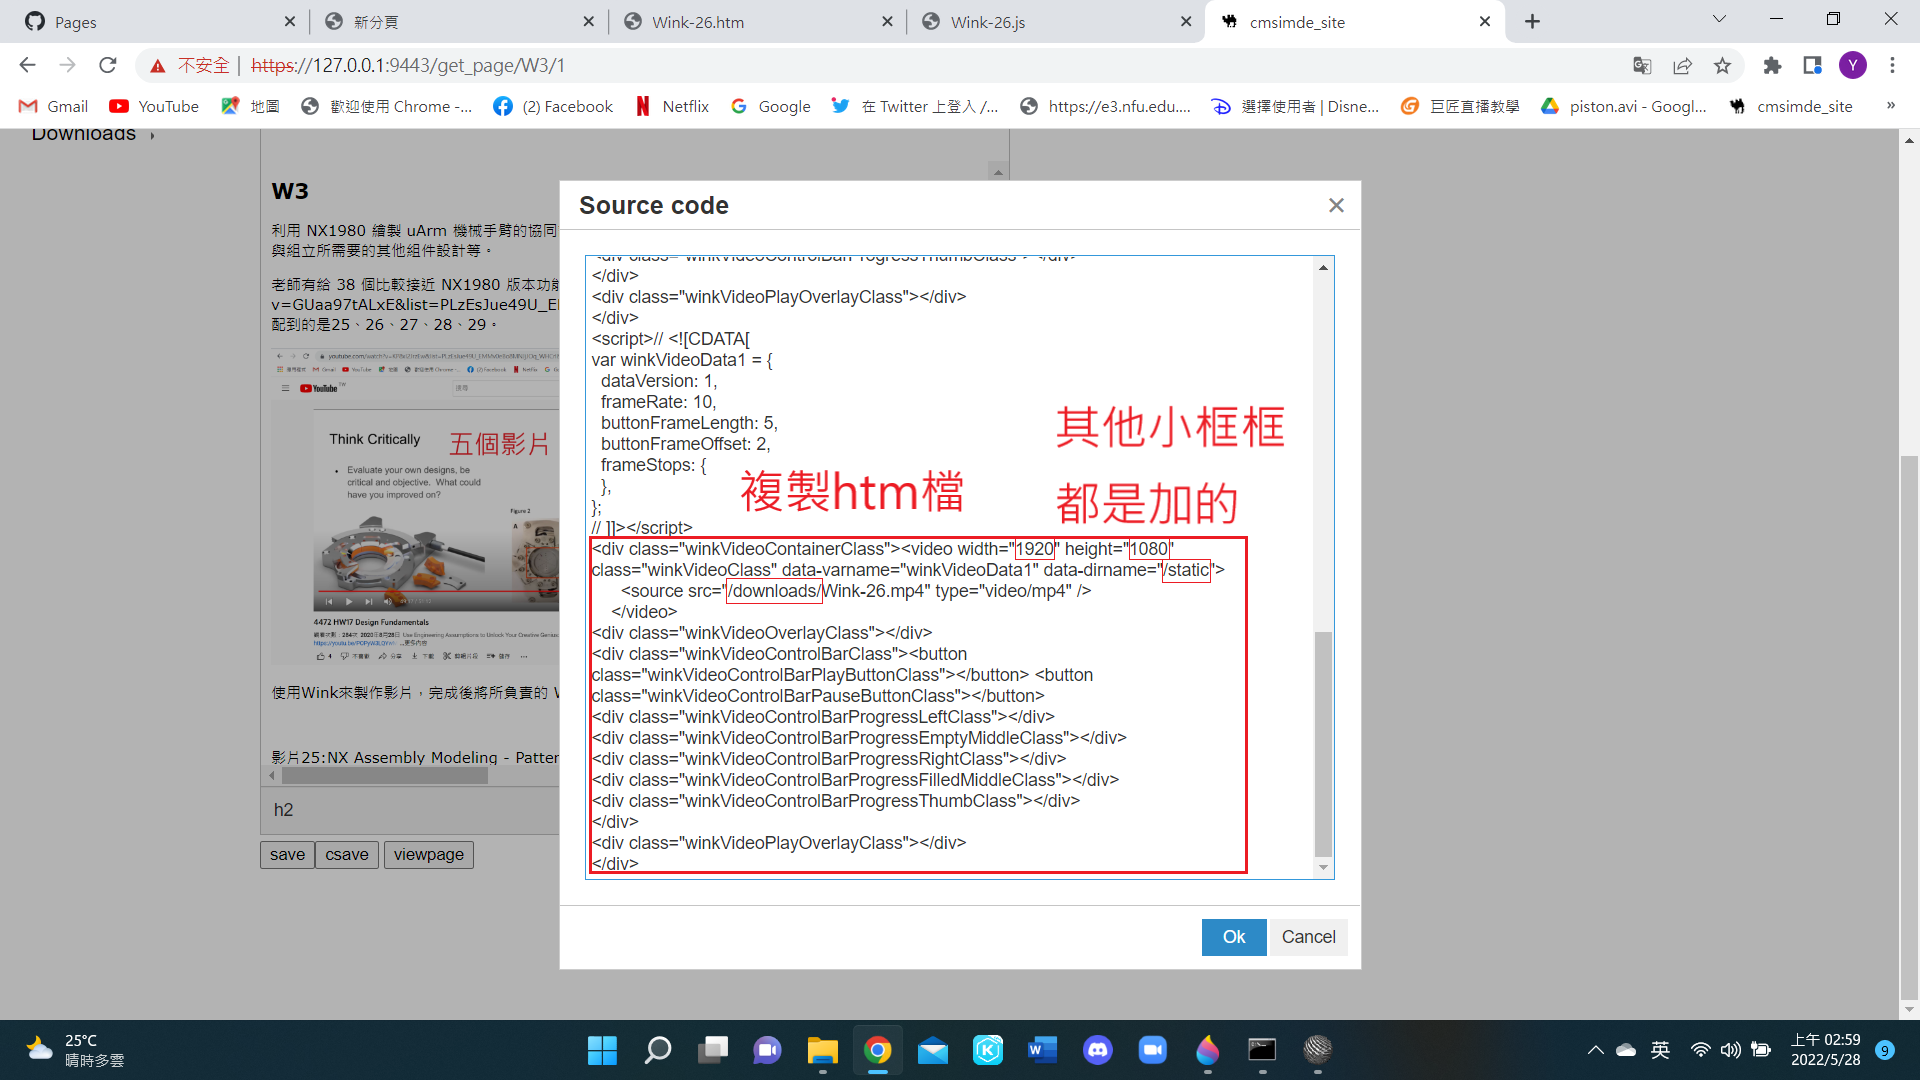 Pages
新分頁
Wink-26.htm
Wink-26.js
cmsimde_site
不安全 | https://127.0.0.1:9443/get_page/W3/1
Y
Gmail
YouTube
地圖
歡迎使用 Chrome -...
(2) Facebook
Netflix
Google
在 Twitter 上登入 /...
https://e3.nfu.edu....
選擇使用者 | Disne...
巨匠直播教學
piston.avi - Googl...
cmsimde_site
»
Downloads
W3
利用 NX1980 繪製 uArm 機械手臂的協同
與組立所需要的其他組件設計等。
老師有給 38 個比較接近 NX1980 版本功能
v=GUaa97tALxE&list=PLzEsJue49U_E
配到的是25、26、27、28、29。
YouTube
搜尋
Think Critically
五個影片
• Evaluate your own designs, be
critical and objective. What could
have you improved on?
Figure 2
A
4472 HW17 Design Fundamentals
使用Wink來製作影片，完成後將所負責的
影片25:NX Assembly Modeling - Patter
h2
save
csave
viewpage
Source code
</div>
<div class="winkVideoPlayOverlayClass"></div>
</div>
<script>// <![CDATA[
var winkVideoData1 = {
dataVersion: 1,
frameRate: 10,
buttonFrameLength: 5,
buttonFrameOffset: 2,
frameStops: {
},
};
// ]]></script>
複製htm檔
其他小框框
都是加的
<div class="winkVideoContainerClass"><video width="1920" height="1080"
class="winkVideoClass" data-varname="winkVideoData1" data-dirname="/static">
<source src="/downloads/Wink-26.mp4" type="video/mp4" />
</video>
<div class="winkVideoOverlayClass"></div>
<div class="winkVideoControlBarClass"><button
class="winkVideoControlBarPlayButtonClass"></button> <button
class="winkVideoControlBarPauseButtonClass"></button>
<div class="winkVideoControlBarProgressLeftClass"></div>
<div class="winkVideoControlBarProgressEmptyMiddleClass"></div>
<div class="winkVideoControlBarProgressRightClass"></div>
<div class="winkVideoControlBarProgressFilledMiddleClass"></div>
<div class="winkVideoControlBarProgressThumbClass"></div>
</div>
<div class="winkVideoPlayOverlayClass"></div>
</div>
Ok
Cancel
25°C
晴時多雲
英
上午 02:59
2022/5/28
9